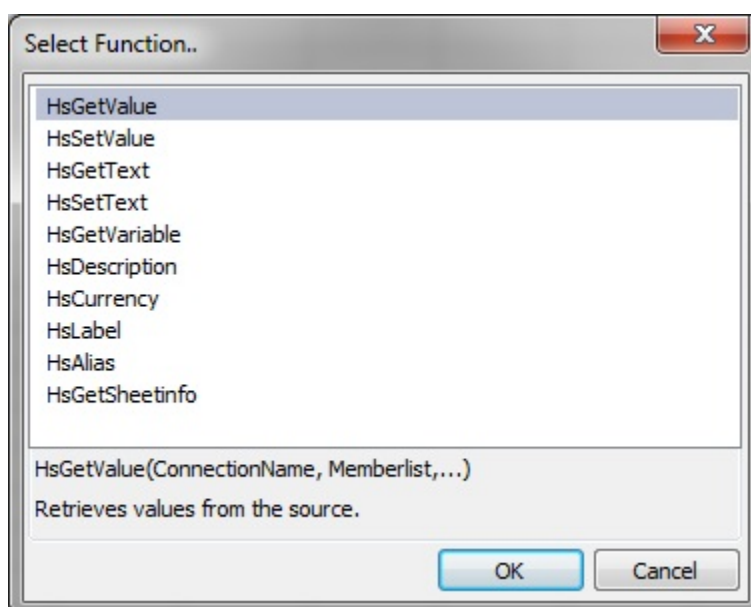 Select Function..
HsGetValue
HsSetValue
HsGetText
HsSetText
HsGetVariable
HsDescription
HsCurrency
HsLabel
HsAlias
HsGetSheetinfo
HsGetValue(ConnectionName, Memberlist,...)
Retrieves values from the source.
OK Cancel